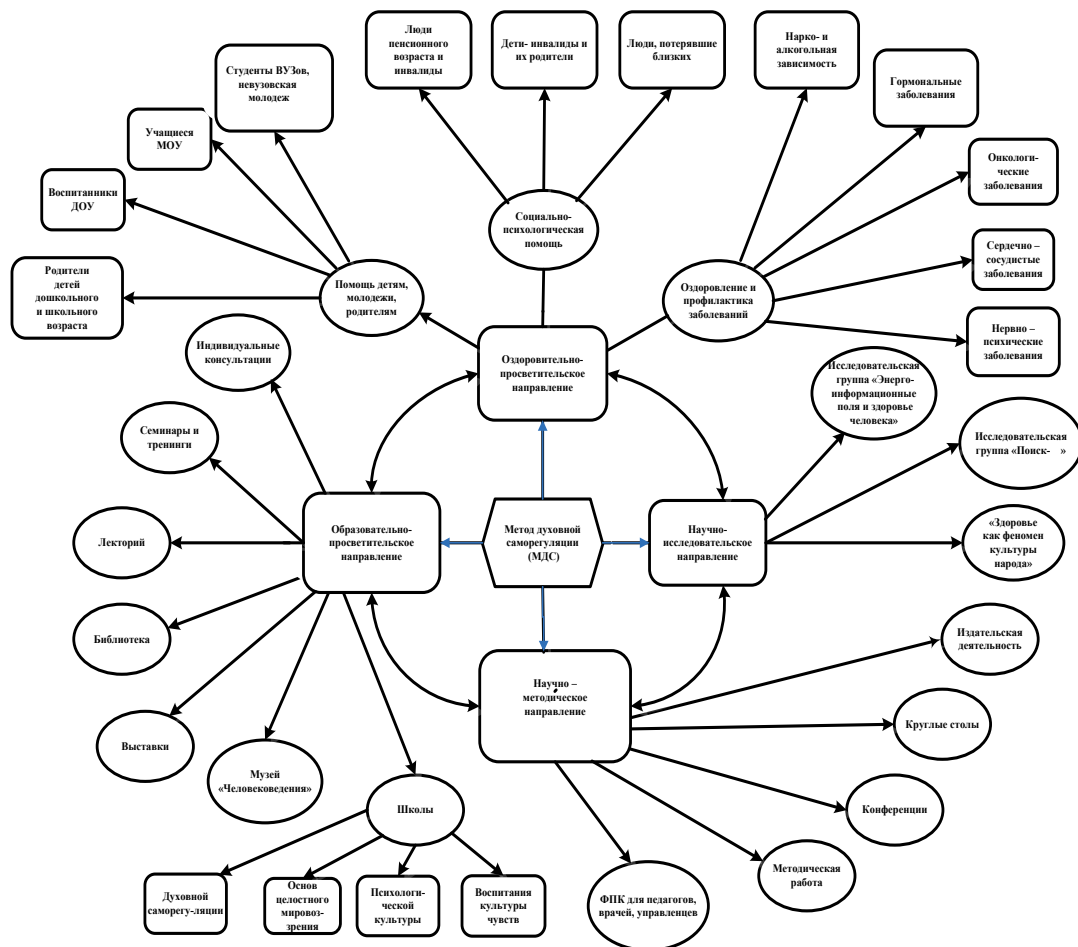 Люди
пенсионного
возраста и
инвалиды
Дети- инвалиды и
их родители
Люди, потерявшие
близких
Нарко- и
алкогольная
зависимость
Гормональные
заболевания
Студенты ВУЗов,
невузовская
молодеж
Учащиеся
МОУ
Воспитанники
ДОУ
Родители
детей
дошкольного
и школьного
возраста
Онкологи-
ческие
заболевания
Сердечно –
сосудистые
заболевания
Нервно –
психические
заболевания
Социально-
психологическая
помощь
Помощь детям,
молодежи,
родителям
Оздоровление и
профилактика
заболеваний
Оздоровительно-
просветительское
направление
Индивидуальные
консультации
Семинары и
тренинги
Лекторий
Библиотека
Выставки
Музей
«Человековедения»
Образовательно-
просветительское
направление
Метод духовной
саморегуляции
(МДС)
Научно-
исследовательское
направление
Исследовательская
группа «Энерго-
информационные
поля и здоровье
человека»
Исследовательская
группа «Поиск- »
«Здоровье
как феномен
культуры
народа»
Научно –
методическое
направление
Издательская
деятельность
Круглые столы
Конференции
Методическая
работа
ФПК для педагогов,
врачей, управленцев
Школы
Духовной
саморегу-ляции
Основ
целостного
мировоз-
зрения
Психологи-
ческой
культуры
Воспитания
культуры
чувств